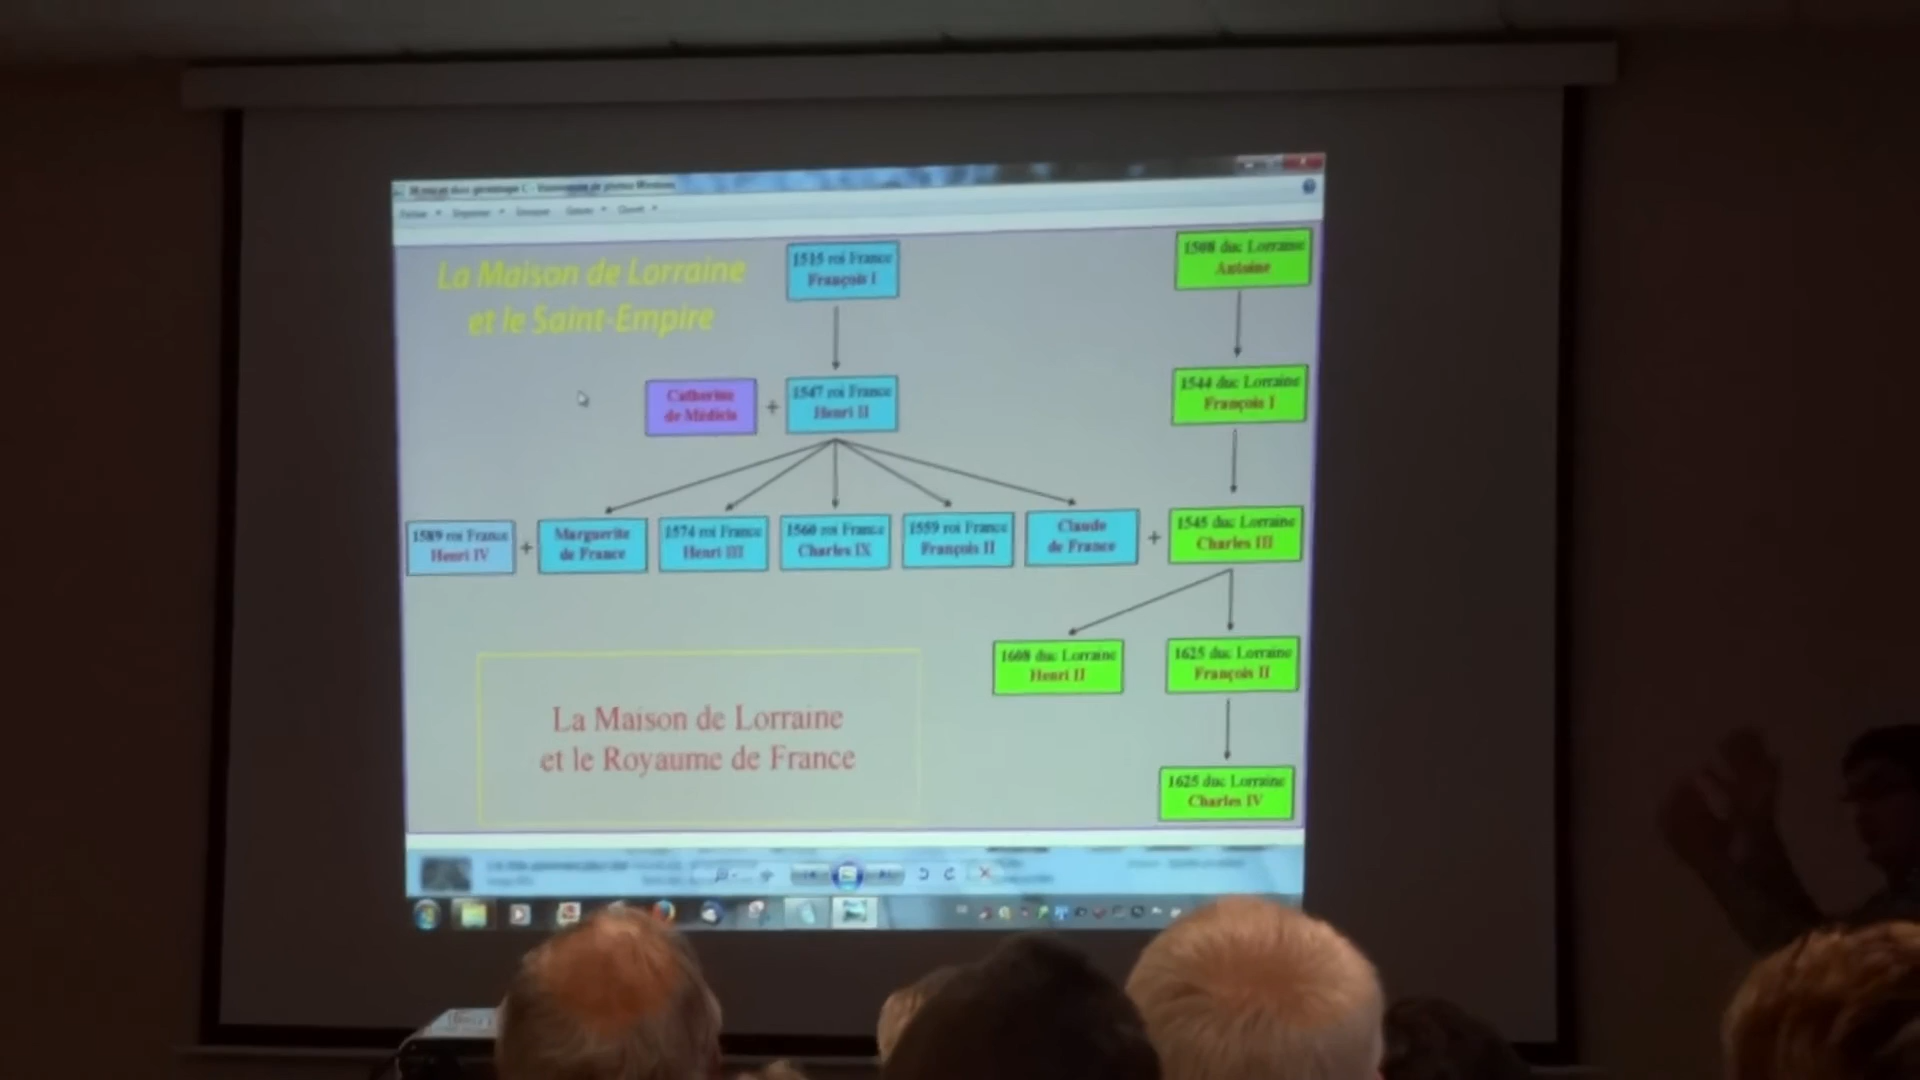 La Maison de Lorraine
et le Saint-Empire
1515 roi France
François I
1508 duc Lorraine
Antoine
Catherine
de Médicis
+
1547 roi France
Henri II
1544 duc Lorraine
François I
1589 roi France
Henri IV
+
Marguerite
de France
1574 roi France
Henri III
1560 roi France
Charles IX
1559 roi France
François II
Claude
de France
+
1545 duc Lorraine
Charles III
1608 duc Lorraine
Henri II
1625 duc Lorraine
François II
La Maison de Lorraine
et le Royaume de France
1625 duc Lorraine
Charles IV